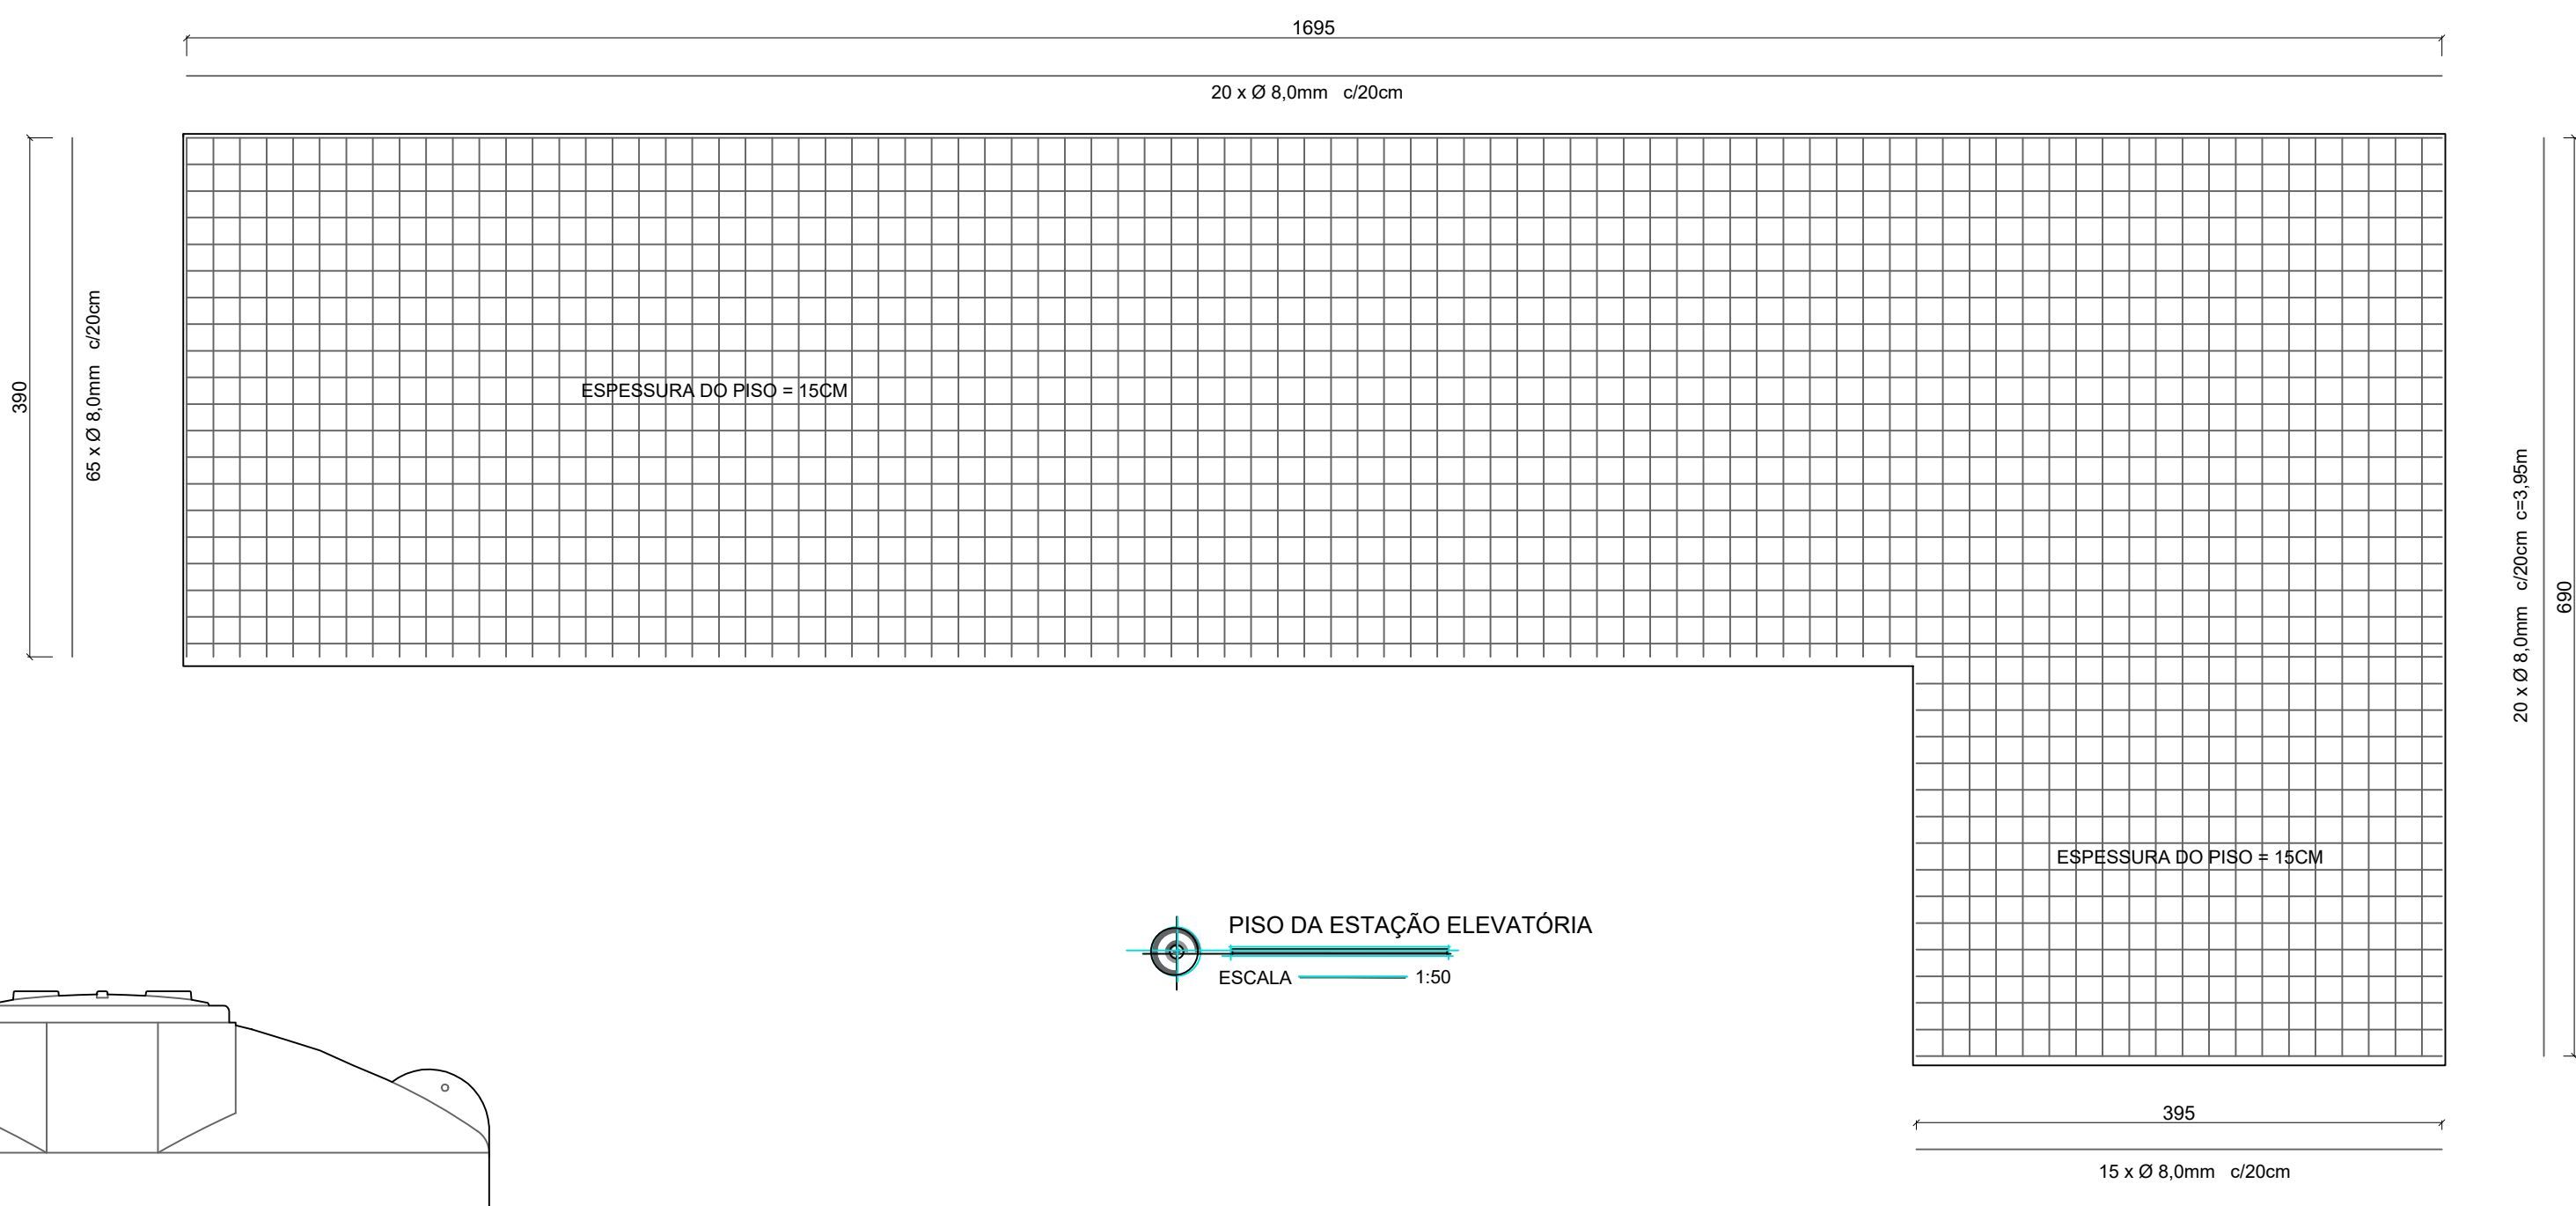 1695
20 x Ø 8,0mm c/20cm
390
65 x Ø 8,0mm c/20cm
ESPESSURA DO PISO = 15CM
20 x Ø 8,0mm c/20cm c=3,95m
690
ESPESSURA DO PISO = 15CM
PISO DA ESTAÇÃO ELEVATÓRIA
ESCALA 1:50
395
15 x Ø 8,0mm c/20cm